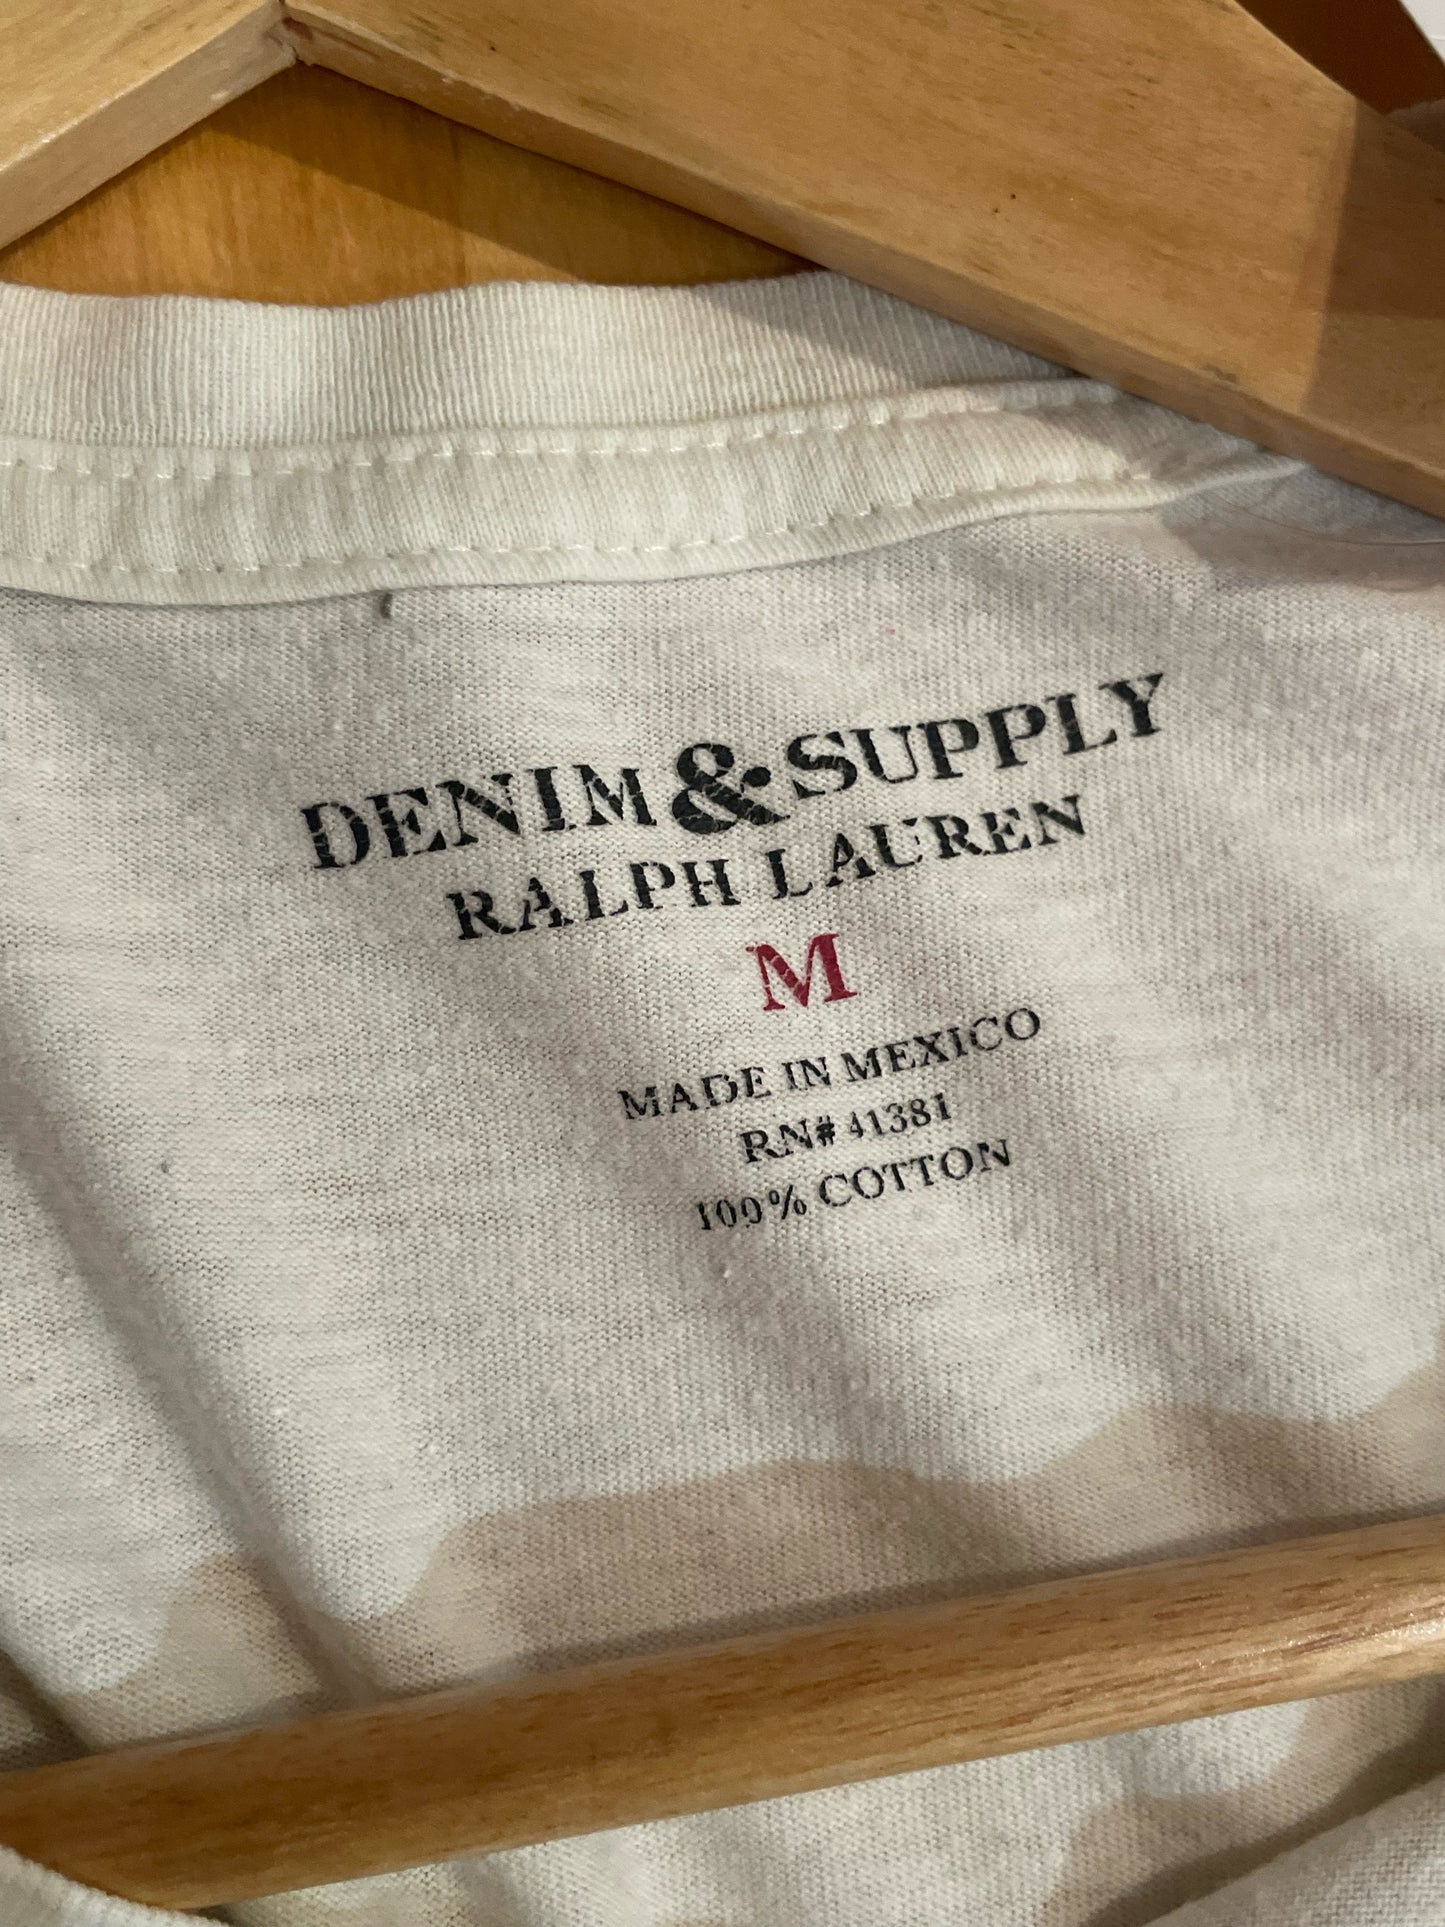 DENIM & SUPPLY
RALPH LAUREN
M
MADE IN MEXICO
RN# 41381
100% COTTON